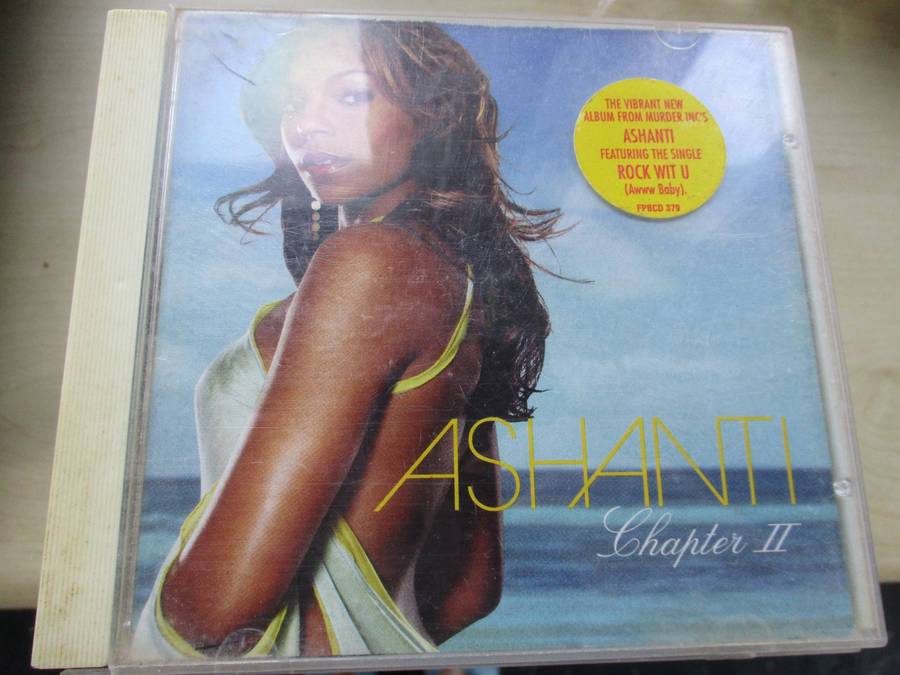 THE VIBRANT NEW
ALBUM FROM MURDER INC'S
ASHANTI
FEATURING THE SINGLE
ROCK WIT U
(Awww Baby).
FPBCD 379
ASHANTI
Chapter II